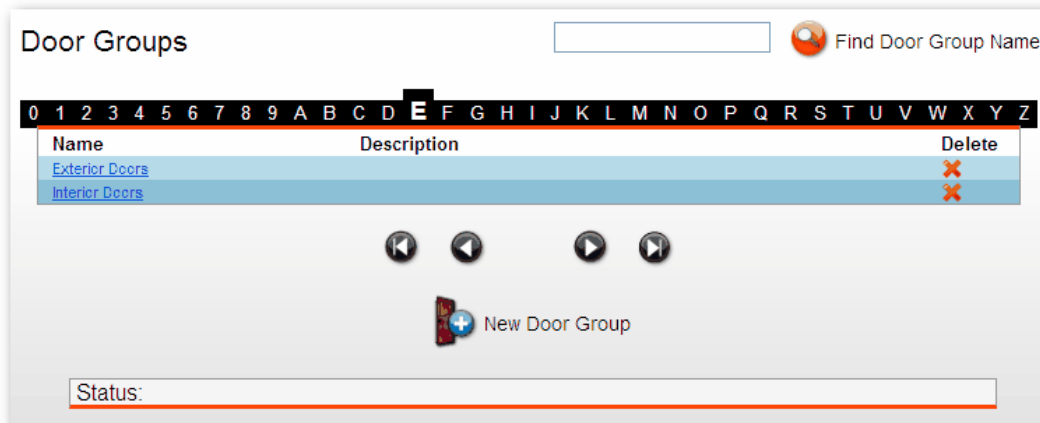 Door Groups
Find Door Group Name
0 1 2 3 4 5 6 7 8 9 A B C D E F G H I J K L M N O P Q R S T U V W X Y Z
Name Description Delete
Exterior Doors
Interior Doors
New Door Group
Status: